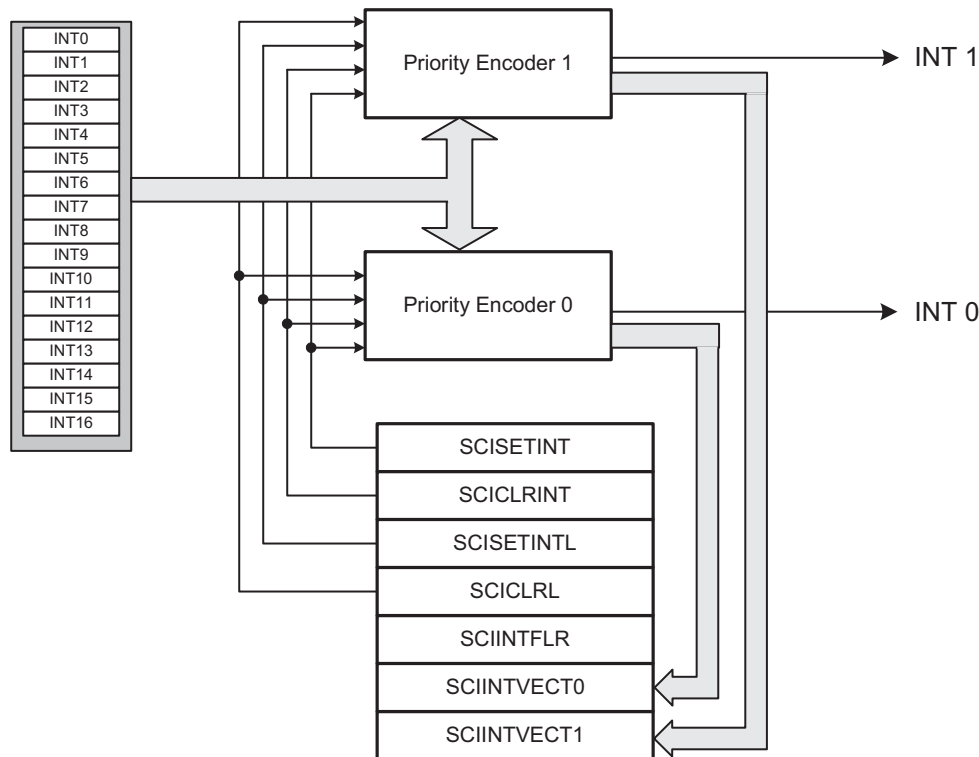 INT0
INT1
INT2
INT3
INT4
INT5
INT6
INT7
INT8
INT9
INT10
INT11
INT12
INT13
INT14
INT15
INT16
Priority Encoder 1
INT 1
Priority Encoder 0
INT 0
SCISETINT
SCICLRINT
SCISETINTL
SCICLRL
SCIINTFLR
SCIINTVECT0
SCIINTVECT1